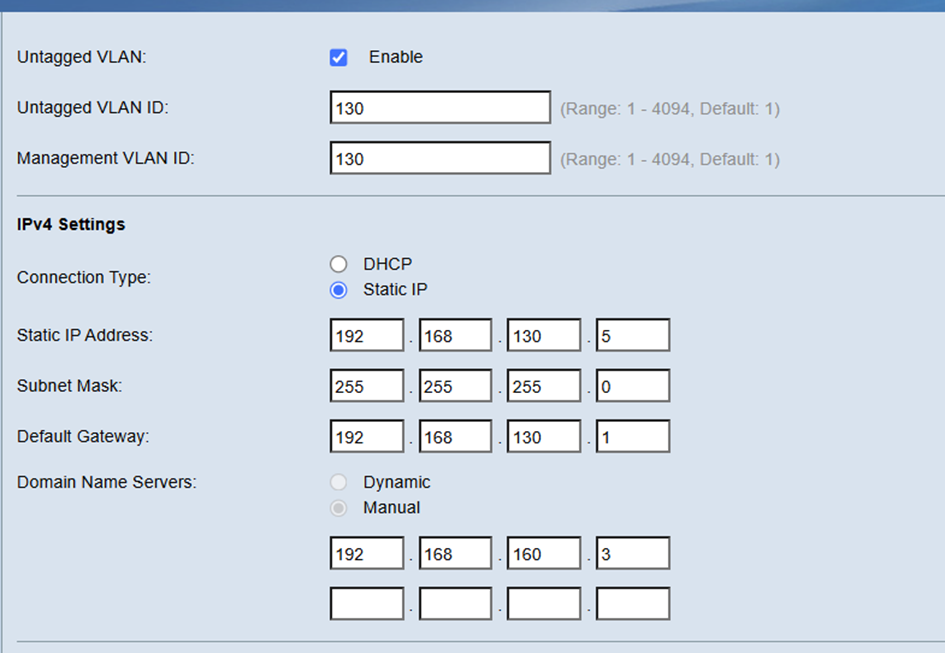 Untagged VLAN: Enable
Untagged VLAN ID: 130 (Range: 1 - 4094, Default: 1)
Management VLAN ID: 130 (Range: 1 - 4094, Default: 1)
IPv4 Settings
Connection Type: DHCP
Static IP
Static IP Address: 192 . 168 . 130 . 5
Subnet Mask: 255 . 255 . 255 . 0
Default Gateway: 192 . 168 . 130 . 1
Domain Name Servers: Dynamic
Manual
192 . 168 . 160 . 3
. . .